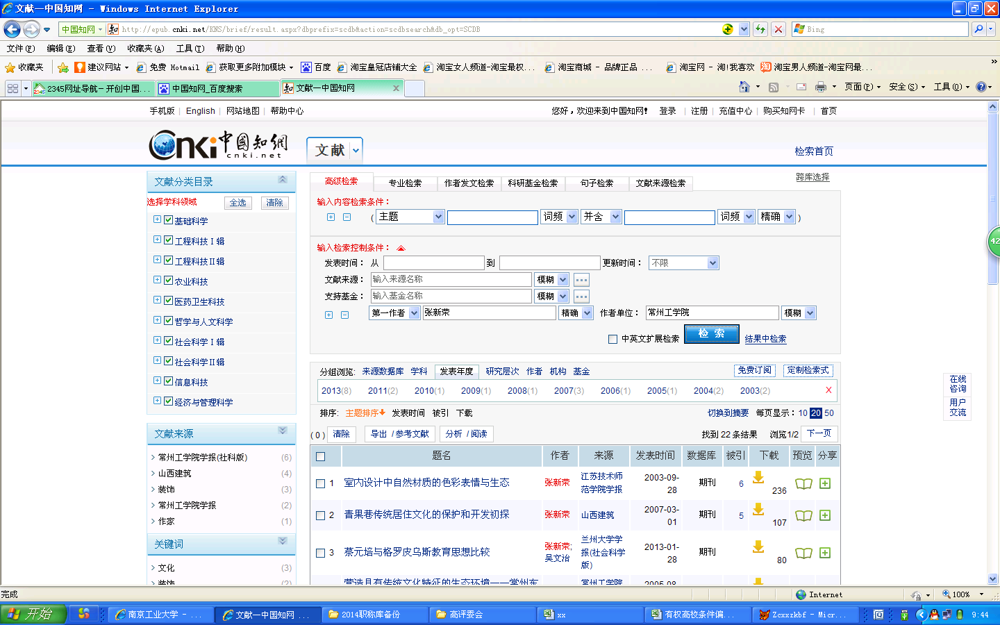 文献—中国知网 - Windows Internet Explorer
中国知网 http://epub.cnki.net/KNS/brief/result.aspx?dbprefix=scdb&action=scdbsearch&db_opt=SCDB Bing
文件(F) 编辑(E) 查看(V) 收藏夹(A) 工具(T) 帮助(H)
收藏夹 建议网站 免费 Hotmail 获取更多附加模块 百度 淘宝皇冠店铺大全 淘宝女人频道-淘宝最权... 淘宝商城 - 品牌正品 ... 淘宝网 - 淘!我喜欢 淘宝男人频道-淘宝网最...
2345网址导航－开创中国... 中国知网_百度搜索 文献—中国知网 页面(P) 安全(S) 工具(O)
手机版 | English | 网站地图 | 帮助中心 您好，欢迎来到中国知网! 登录 | 注册 | 充值中心 | 购买知网卡 | 首页
Cnki 中国知網
cnki.net
文献
检索首页
文献分类目录
选择学科领域 全选 清除
基础科学
工程科技Ⅰ辑
工程科技II辑
农业科技
医药卫生科技
哲学与人文科学
社会科学Ⅰ辑
社会科学II辑
信息科技
经济与管理科学
文献来源
常州工学院学报(社科版) (6)
山西建筑 (4)
装饰 (3)
常州工学院学报 (2)
作家 (1)
关键词
文化 (3)
装饰 (2)
高级检索 专业检索 作者发文检索 科研基金检索 句子检索 文献来源检索 跨库选择
输入内容检索条件：
( 主题 词频 并含 词频 精确 )
输入检索控制条件：
发表时间： 从 到 更新时间： 不限
文献来源： 输入来源名称 模糊 ...
支持基金： 输入基金名称 模糊 ...
第一作者 张新荣 精确 作者单位： 常州工学院 模糊
中英文扩展检索 检 索 结果中检索
分组浏览: 来源数据库 学科 发表年度 研究层次 作者 机构 基金 免费订阅 定制检索式
2013(8) 2011(2) 2010(1) 2009(1) 2008(1) 2007(3) 2006(1) 2005(1) 2004(2) 2003(2) X
排序: 主题排序 发表时间 被引 下载 切换到摘要 每页显示：10 20 50
( 0 ) 清除 导出 /参考文献 分析 /阅读 找到 22 条结果 浏览1/2 下一页
题名 作者 来源 发表时间 数据库 被引 下载 预览 分享
1 室内设计中自然材质的色彩表情与生态 张新荣 江苏技术师范学院学报 2003-09-28 期刊 6 236
2 青果巷传统居住文化的保护和开发初探 张新荣 山西建筑 2007-03-01 期刊 5 107
3 蔡元培与格罗皮乌斯教育思想比较 张新荣; 吴文治 兰州大学学报(社会科学版) 2013-01-28 期刊 80
营造具有传统文化特征的生态环境——常州东 常州工学院 2005-08-
在线咨询
用户交流
42
完成 Internet 100%
开始 南京工业大学 - ... 文献—中国知网 ... 2014职称库备份 高评委会 xx 有权高校条件偏... Zcxxzkbf - Micr... 9:44